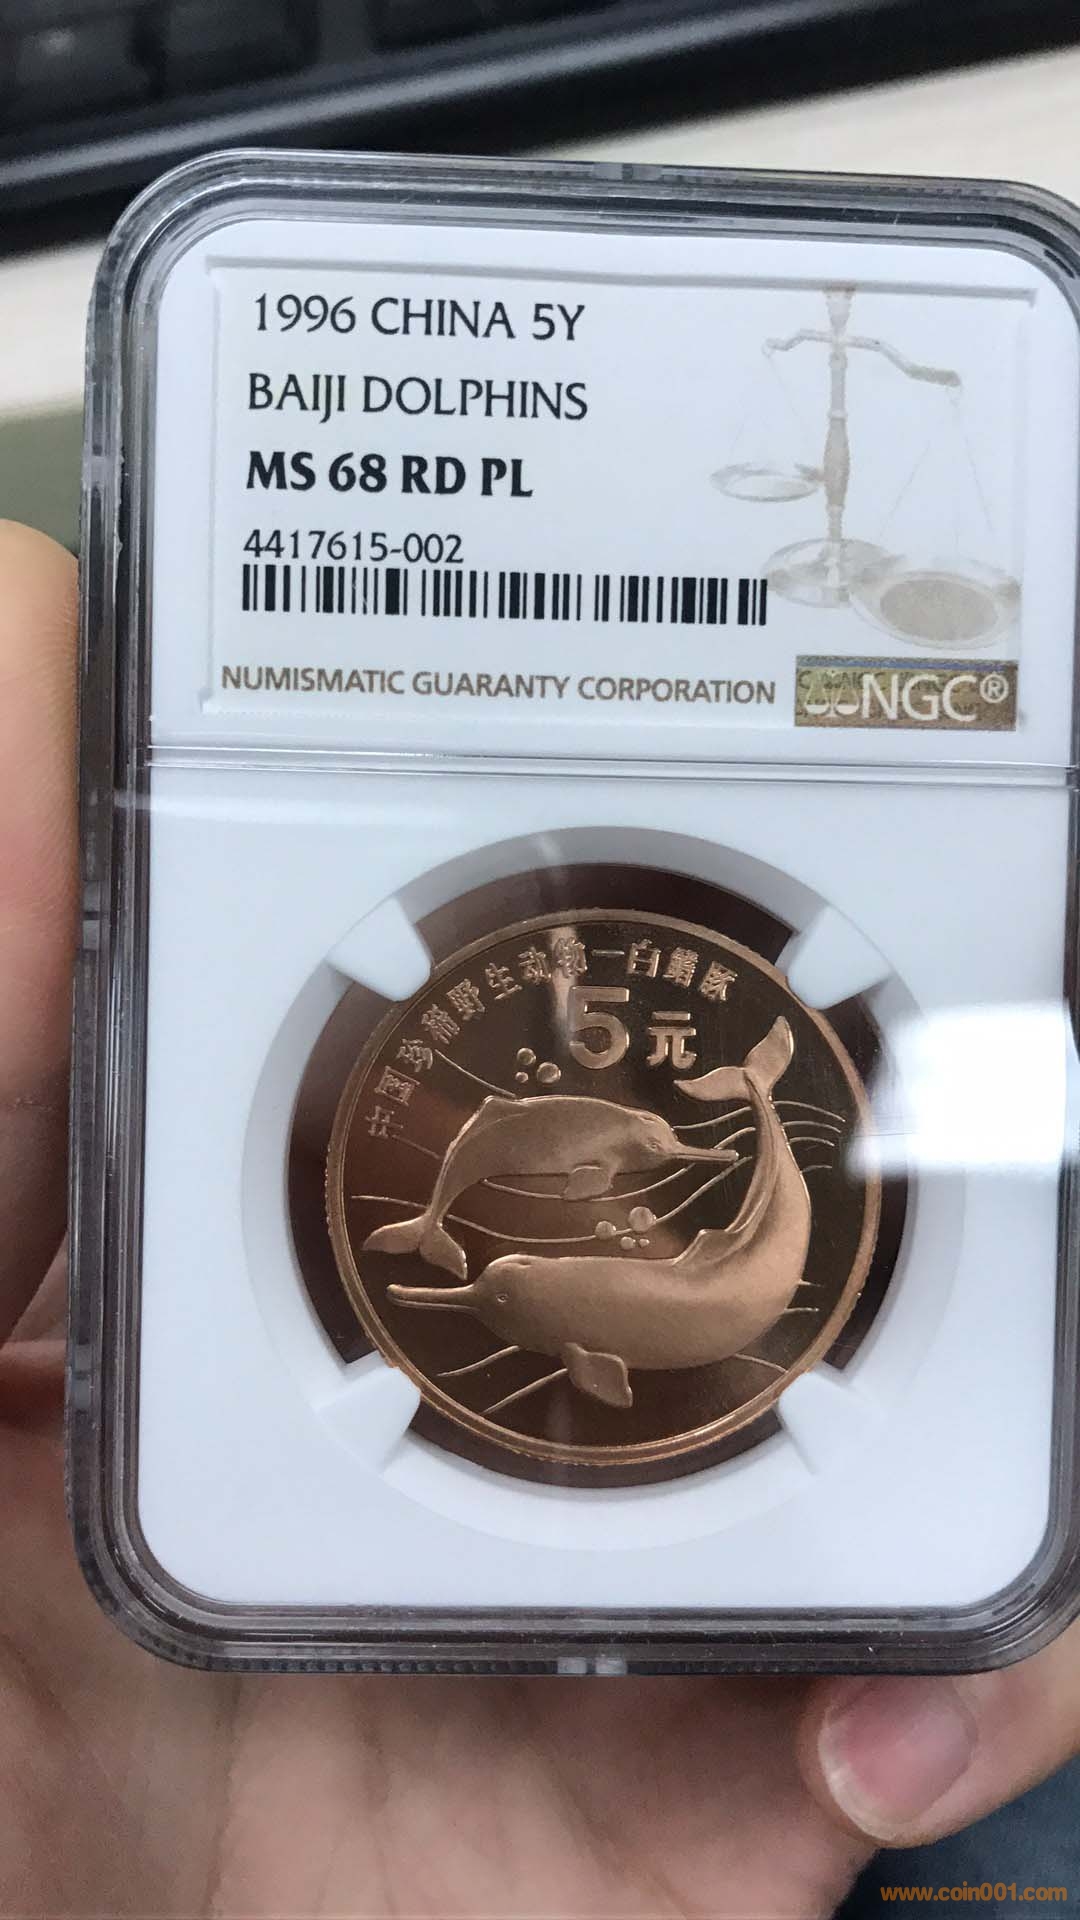 1996 CHINA 5Y
BAIJI DOLPHINS
MS 68 RD PL
4417615-002
NUMISMATIC GUARANTY CORPORATION
NGC®
中国珍稀野生动物—白鱀豚
5元
www.coin001.com